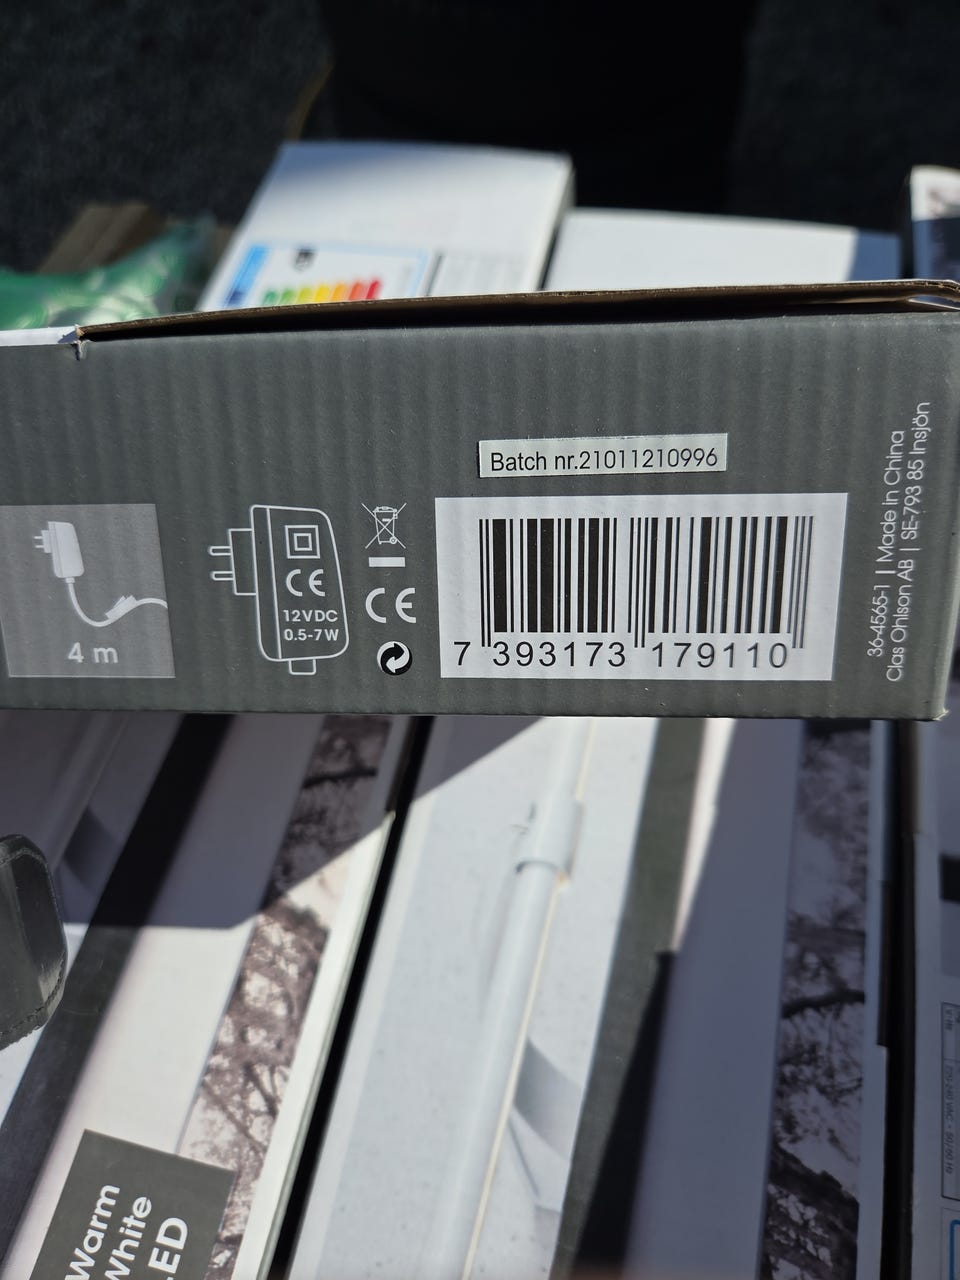 Batch nr.21011210996
36-4565-1 | Made in China
Clas Ohlson AB | SE-793 85 Insjön
CE
12VDC
0.5-7W
CE
4 m
7 393173 179110
Warm
White
LED